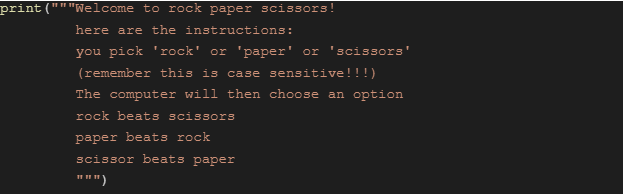 print("""Welcome to rock paper scissors!
here are the instructions:
you pick 'rock' or 'paper' or 'scissors'
(remember this is case sensitive!!!)
The computer will then choose an option
rock beats scissors
paper beats rock
scissor beats paper
""")